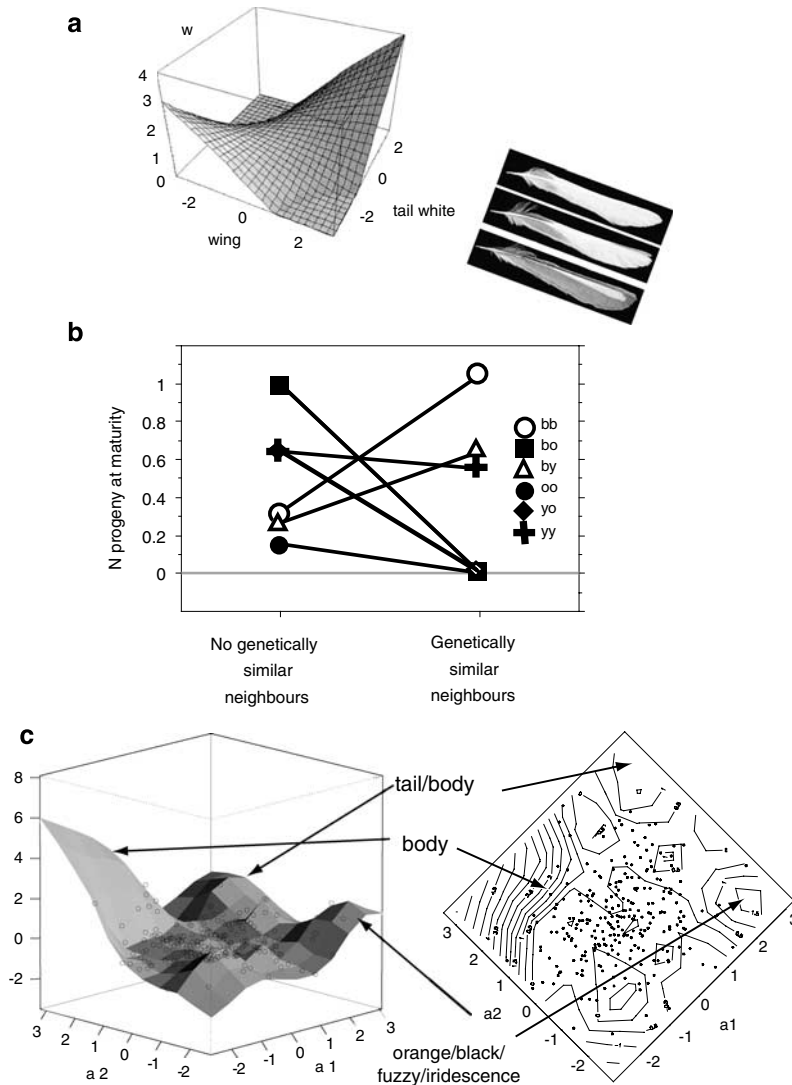 a
w
4
3
2
1
0
-2
0
2
wing
2
0
-2
tail white
b
N progeny at maturity
1
0.8
0.6
0.4
0.2
0
bb
bo
by
oo
yo
yy
No genetically
similar
neighbours
Genetically
similar
neighbours
c
8
6
4
2
0
-2
3
2
1
0
-1
-2
a 2
-2
-1
0
1
2
3
a 1
tail/body
body
orange/black/
fuzzy/iridescence
3
2
1
0
-1
-2
a2
-2
-1
0
1
2
3
a1